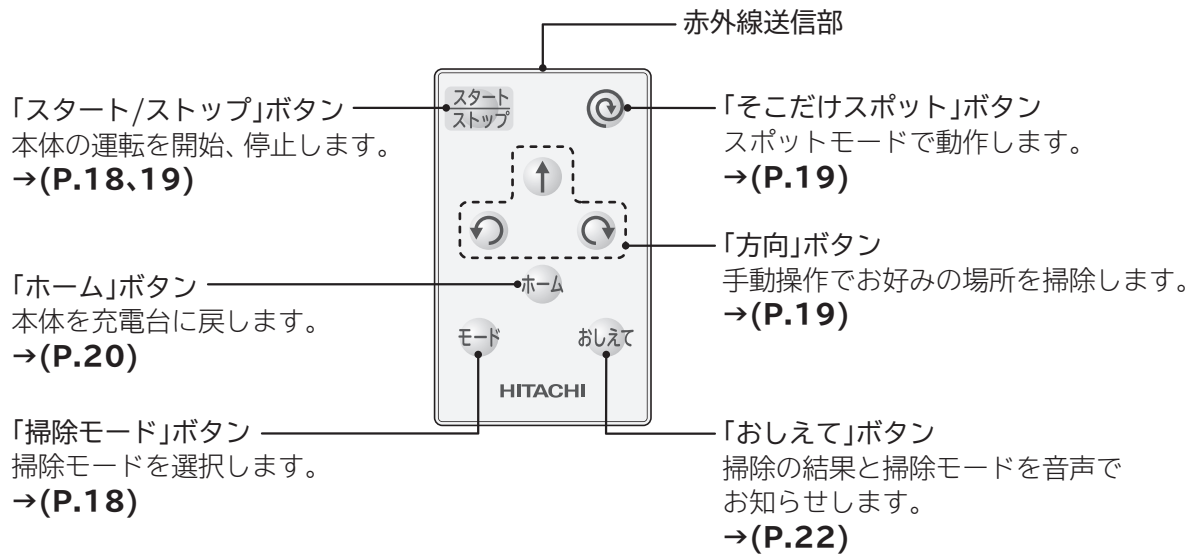 赤外線送信部
「スタート/ストップ」ボタン
本体の運転を開始、停止します。
→(P.18、19)
「ホーム」ボタン
本体を充電台に戻します。
→(P.20)
「掃除モード」ボタン
掃除モードを選択します。
→(P.18)
スタート
ストップ
ホーム
モード
おしえて
HITACHI
「そこだけスポット」ボタン
スポットモードで動作します。
→(P.19)
「方向」ボタン
手動操作でお好みの場所を掃除します。
→(P.19)
「おしえて」ボタン
掃除の結果と掃除モードを音声で
お知らせします。
→(P.22)